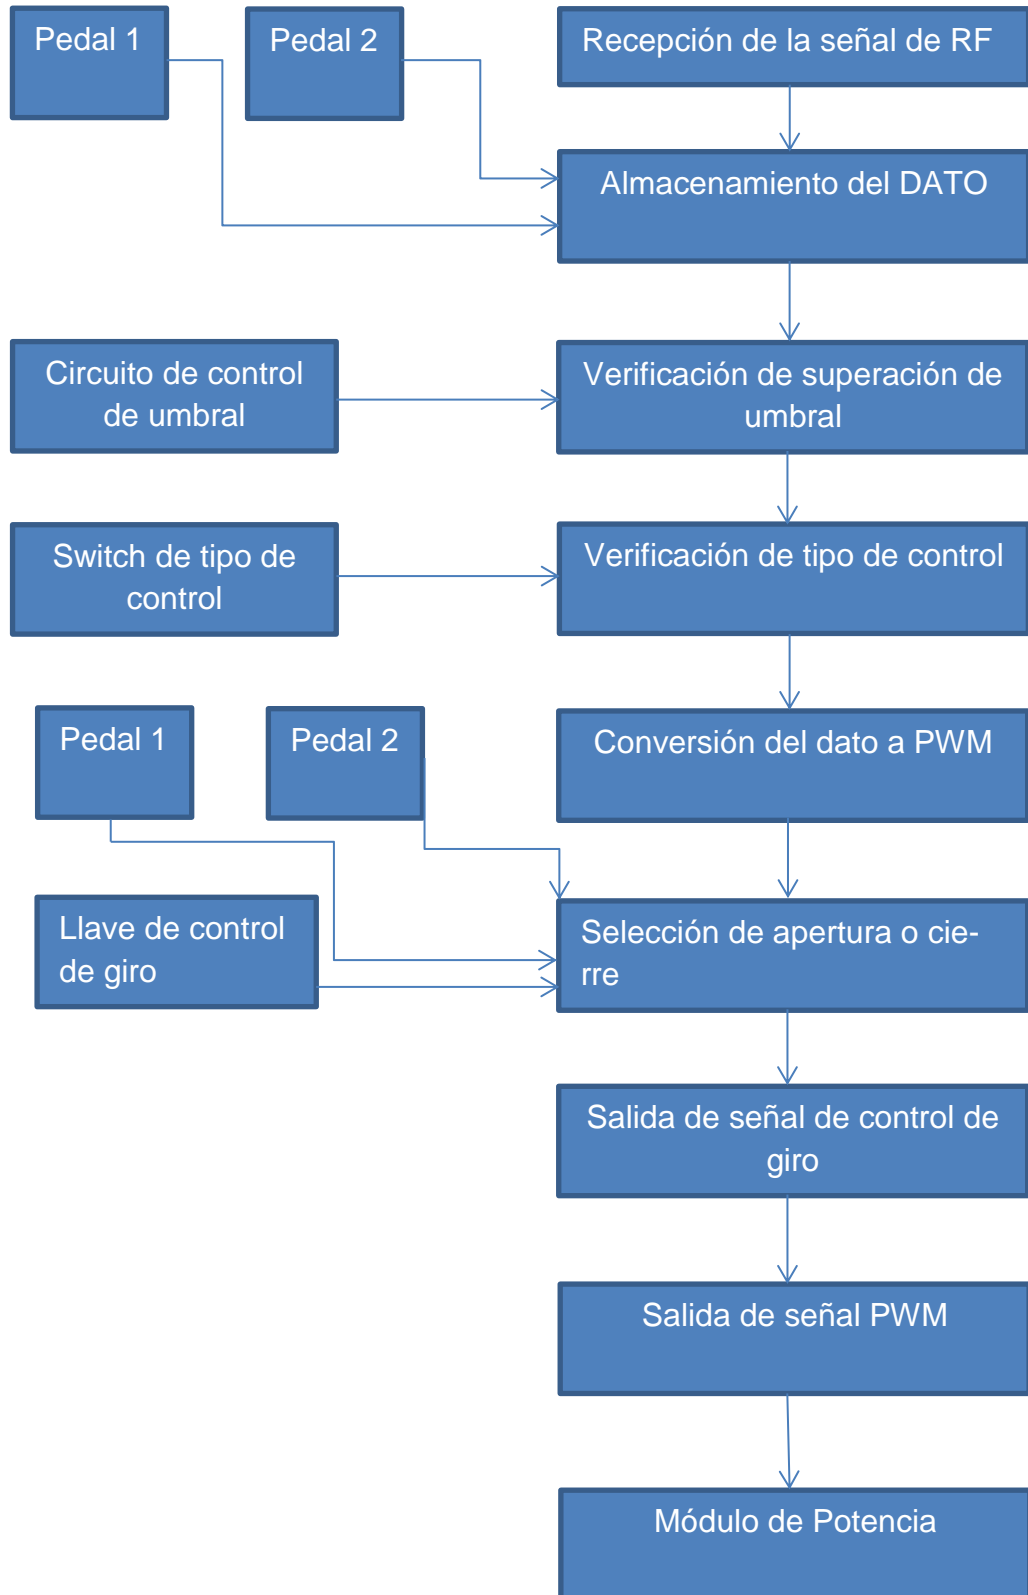 Pedal 1
Pedal 2
Recepción de la señal de RF
Almacenamiento del DATO
Circuito de control
de umbral
Verificación de superación de
umbral
Switch de tipo de
control
Verificación de tipo de control
Pedal 1
Pedal 2
Conversión del dato a PWM
Llave de control
de giro
Selección de apertura o cie-
rre
Salida de señal de control de
giro
Salida de señal PWM
Módulo de Potencia